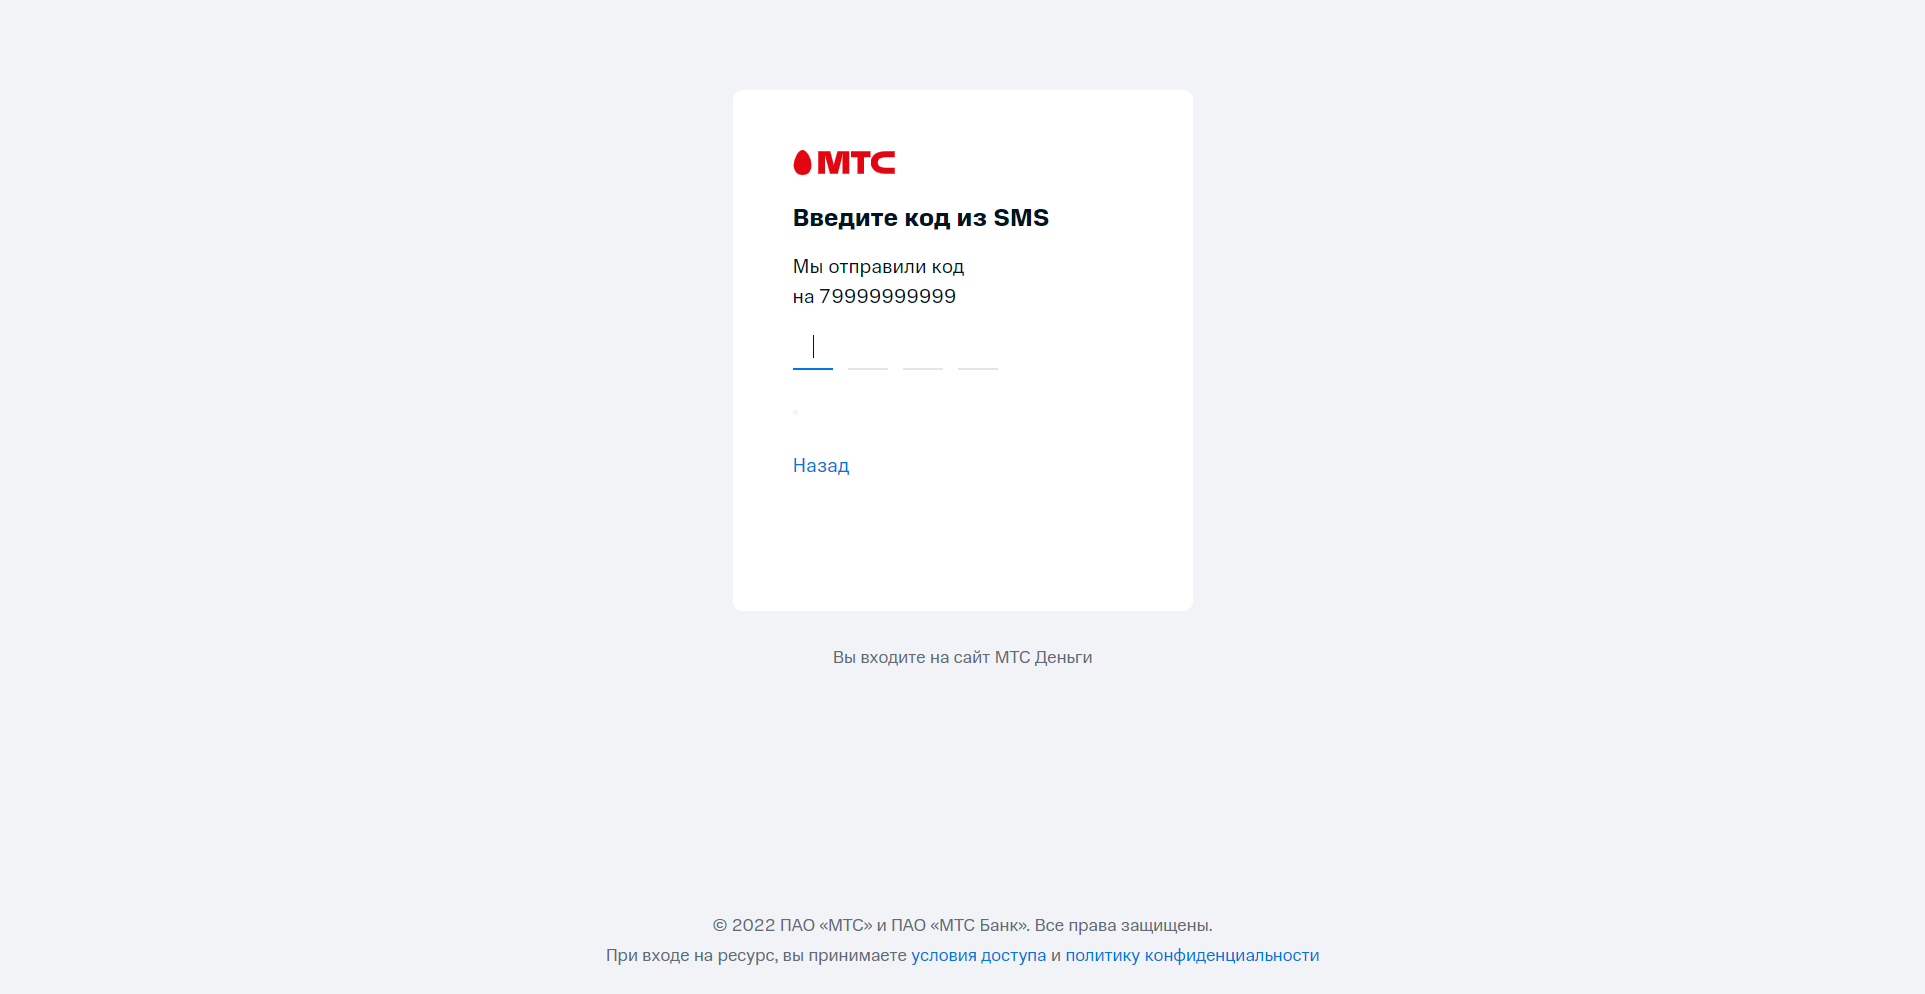 МТС
Введите код из SMS
Мы отправили код
на 79999999999
Назад
Вы входите на сайт МТС Деньги
© 2022 ПАО «МТС» и ПАО «МТС Банк». Все права защищены.
При входе на ресурс, вы принимаете условия доступа и политику конфиденциальности